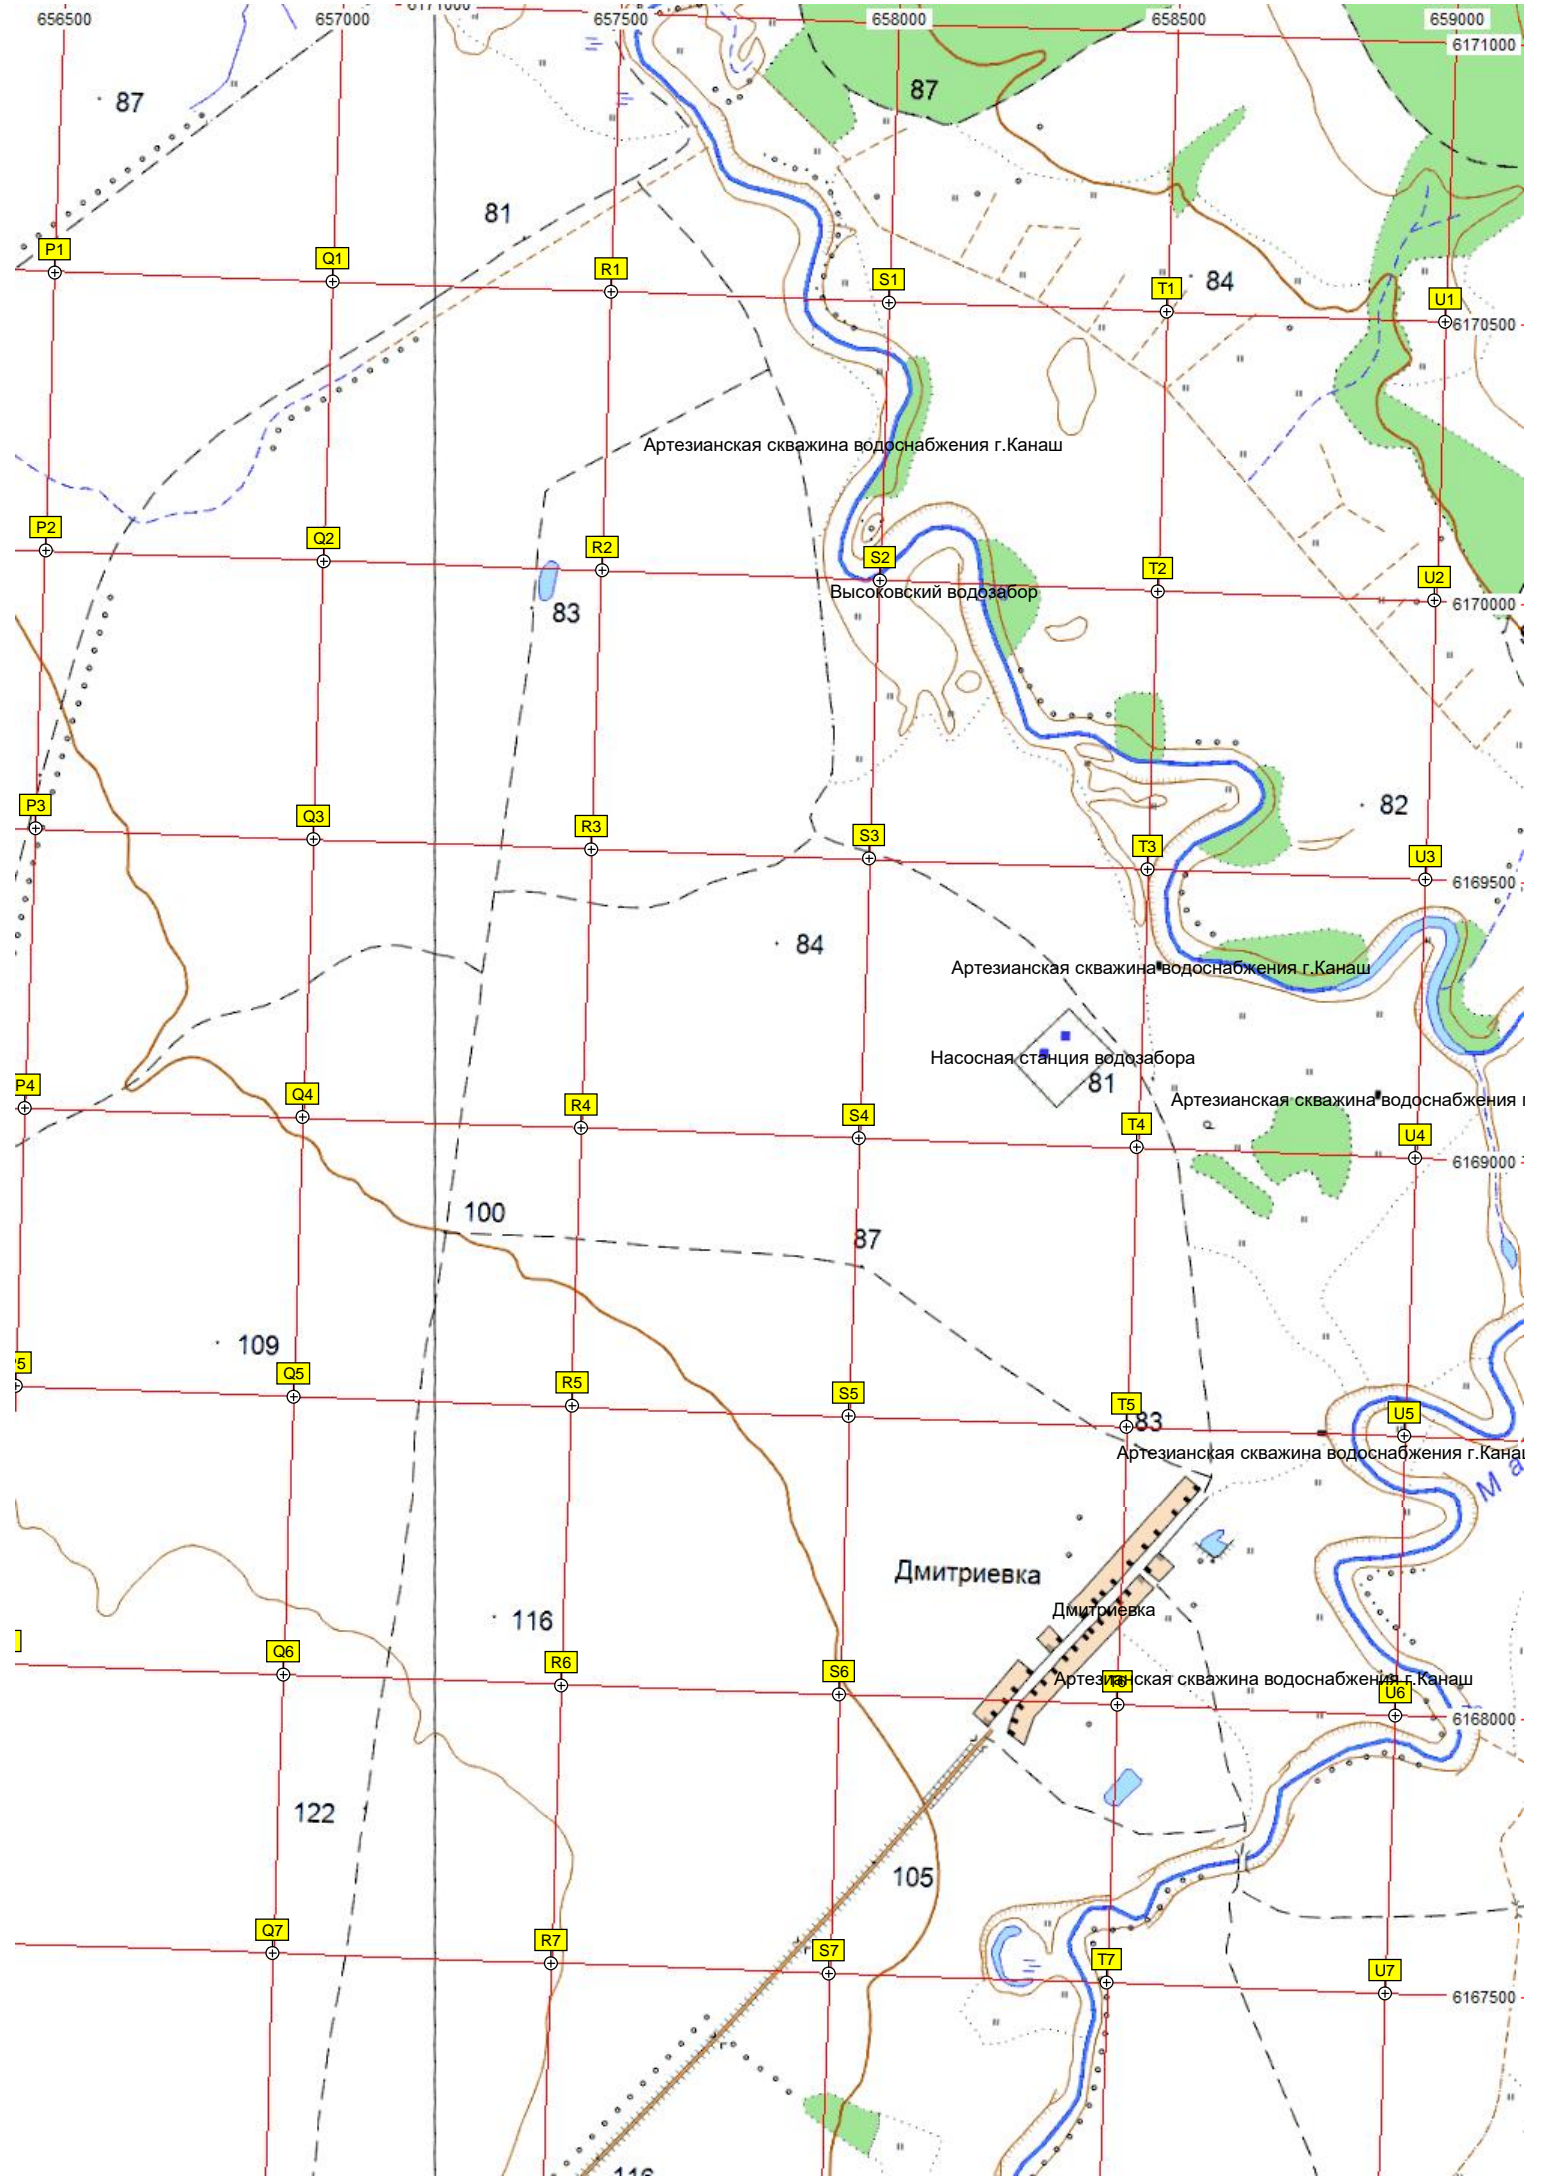 6171000
656500
657000
657500
658000
658500
659000
6171000
87
87
81
P1
Q1
R1
S1
T1
84
U1
6170500
Артезианская скважина водоснабжения г.Канаш
P2
Q2
R2
S2
T2
U2
Высоковский водозабор
6170000
83
P3
Q3
R3
S3
T3
82
U3
6169500
84
Артезианская скважина водоснабжения г.Канаш
Насосная станция водозабора
81
Артезианская скважина водоснабжения
P4
Q4
R4
S4
T4
U4
6169000
100
87
109
5
Q5
R5
S5
T5
83
U5
Артезианская скважина водоснабжения г.Кана
М а
Дмитриевка
Дмитриевка
116
Q6
R6
S6
Артезианская скважина водоснабжения г.Канаш
T6
U6
6168000
122
105
Q7
R7
S7
T7
U7
6167500
116